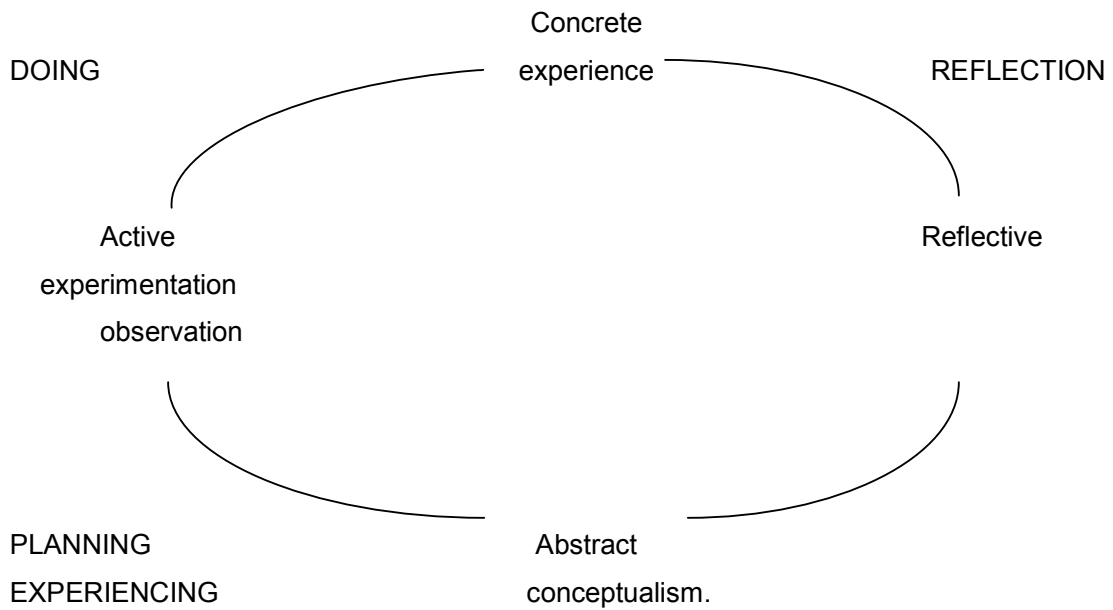 Concrete
DOING experience REFLECTION
Active Reflective
experimentation
observation
PLANNING Abstract
EXPERIENCING conceptualism.